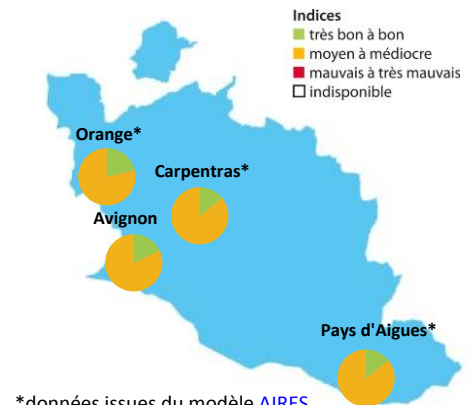 Indices
très bon à bon
moyen à médiocre
mauvais à très mauvais
indisponible
Orange*
Carpentras*
Avignon
Pays d'Aigues*
*données issues du modèle AIRES